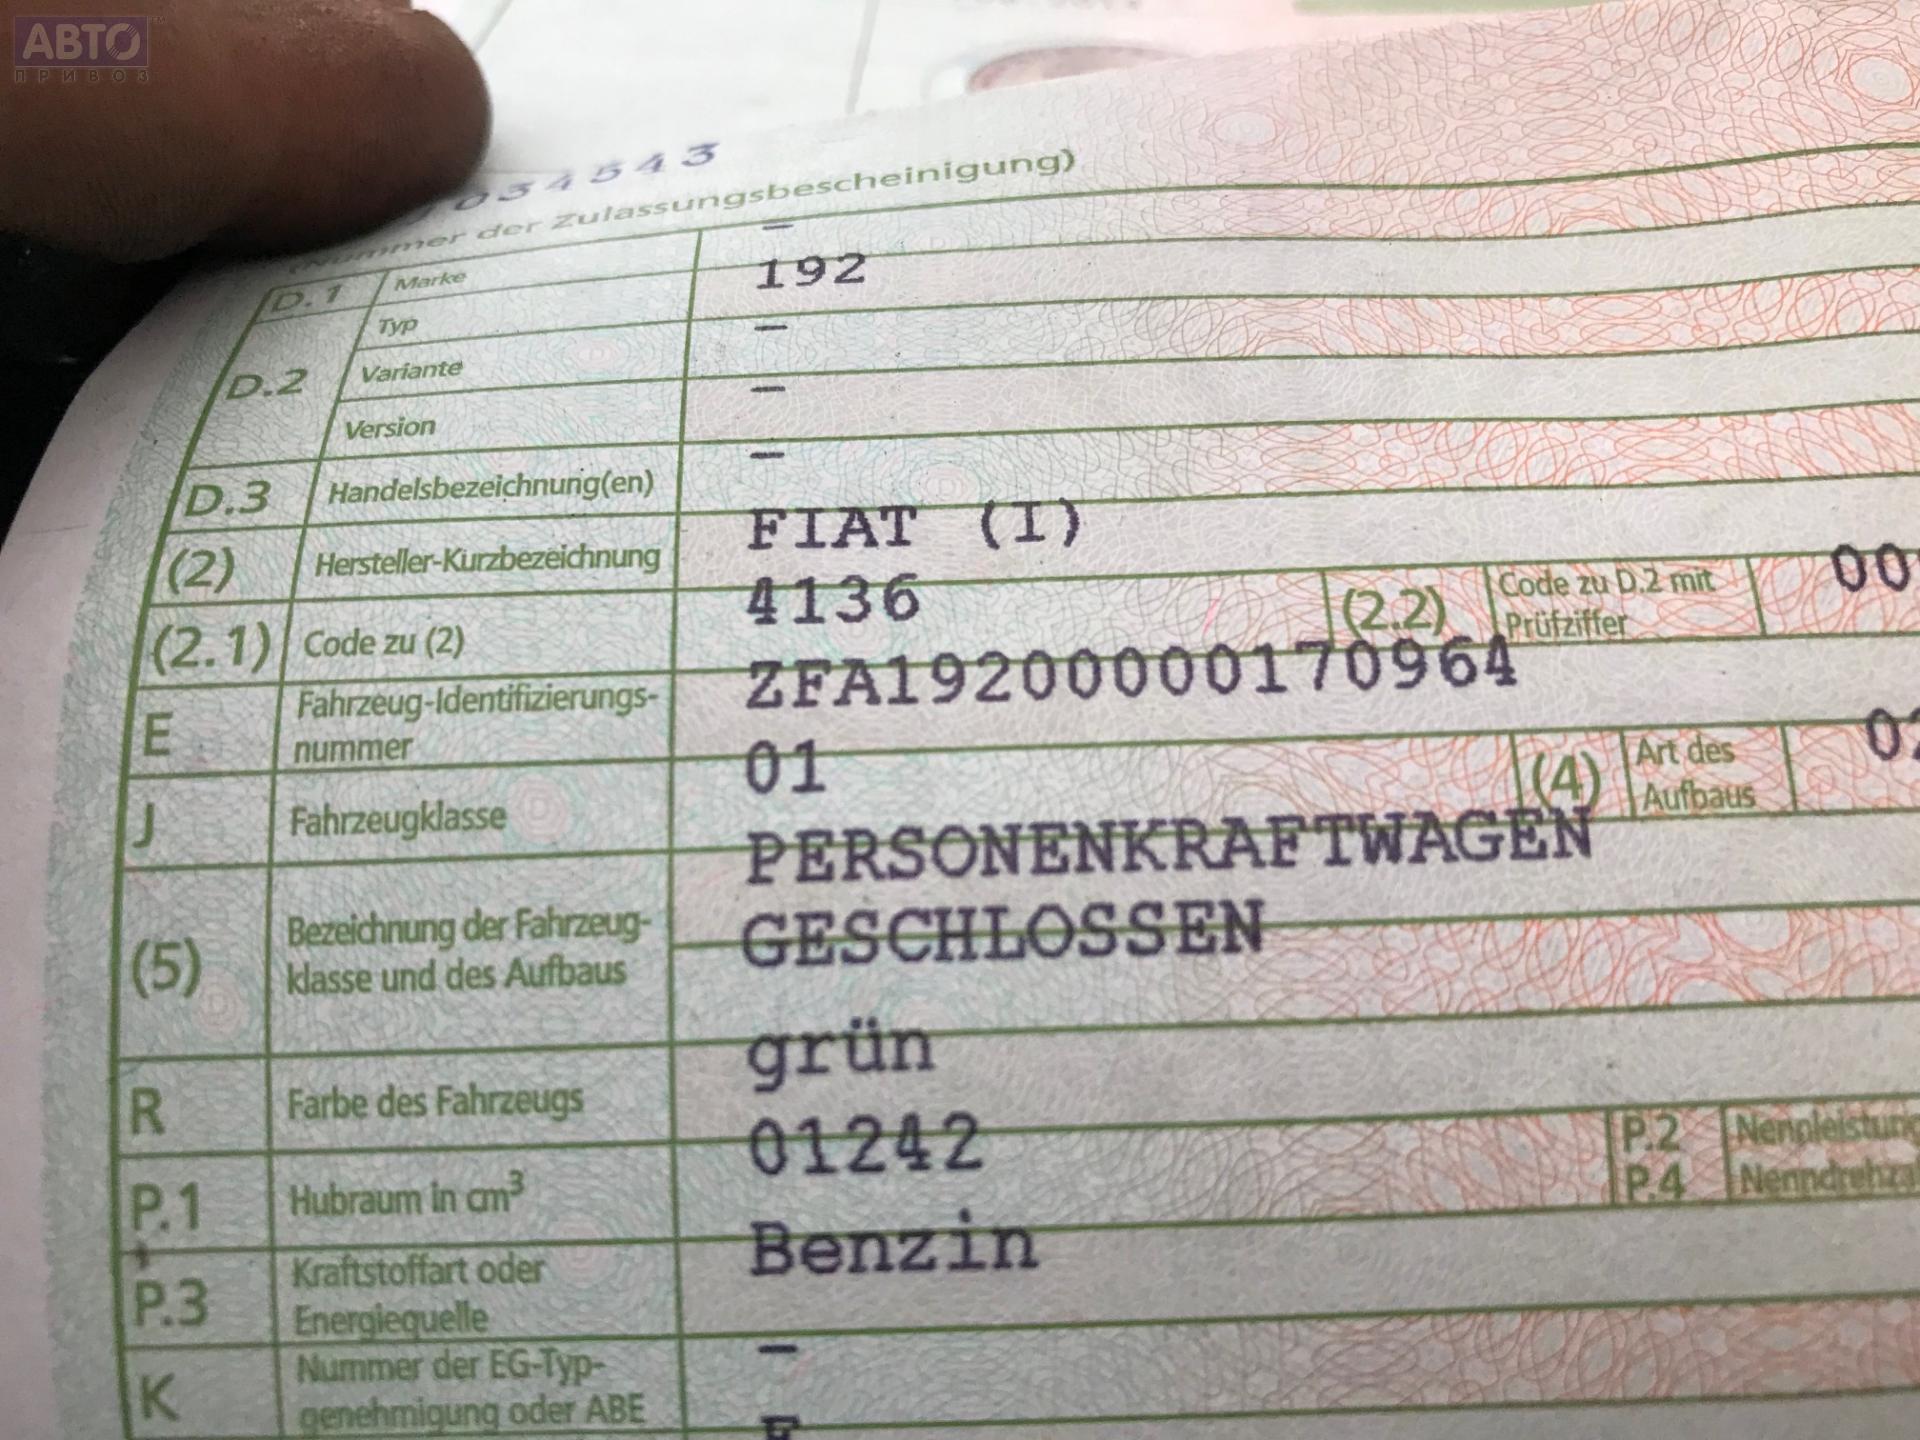 АВТО
ПРИВОЗ
034543
(Nummer der Zulassungsbescheinigung)
D.1 Marke –
D.2 Typ 192
Variante –
Version –
D.3 Handelsbezeichnung(en) –
(2) Hersteller-Kurzbezeichnung FIAT (I)
(2.1) Code zu (2) 4136 (2.2) Code zu D.2 mit
Prüfziffer 00
E Fahrzeug-Identifizierungs-
nummer ZFA19200000170964
J Fahrzeugklasse 01 (4) Art des
Aufbaus 02
(5) Bezeichnung der Fahrzeug-
klasse und des Aufbaus PERSONENKRAFTWAGEN
GESCHLOSSEN
R Farbe des Fahrzeugs grün
P.1 Hubraum in cm³ 01242 P.2 Nennleistung
P.4 Nenndrehza
P.3 Kraftstoffart oder
Energiequelle Benzin
K Nummer der EG-Typ-
genehmigung oder ABE –